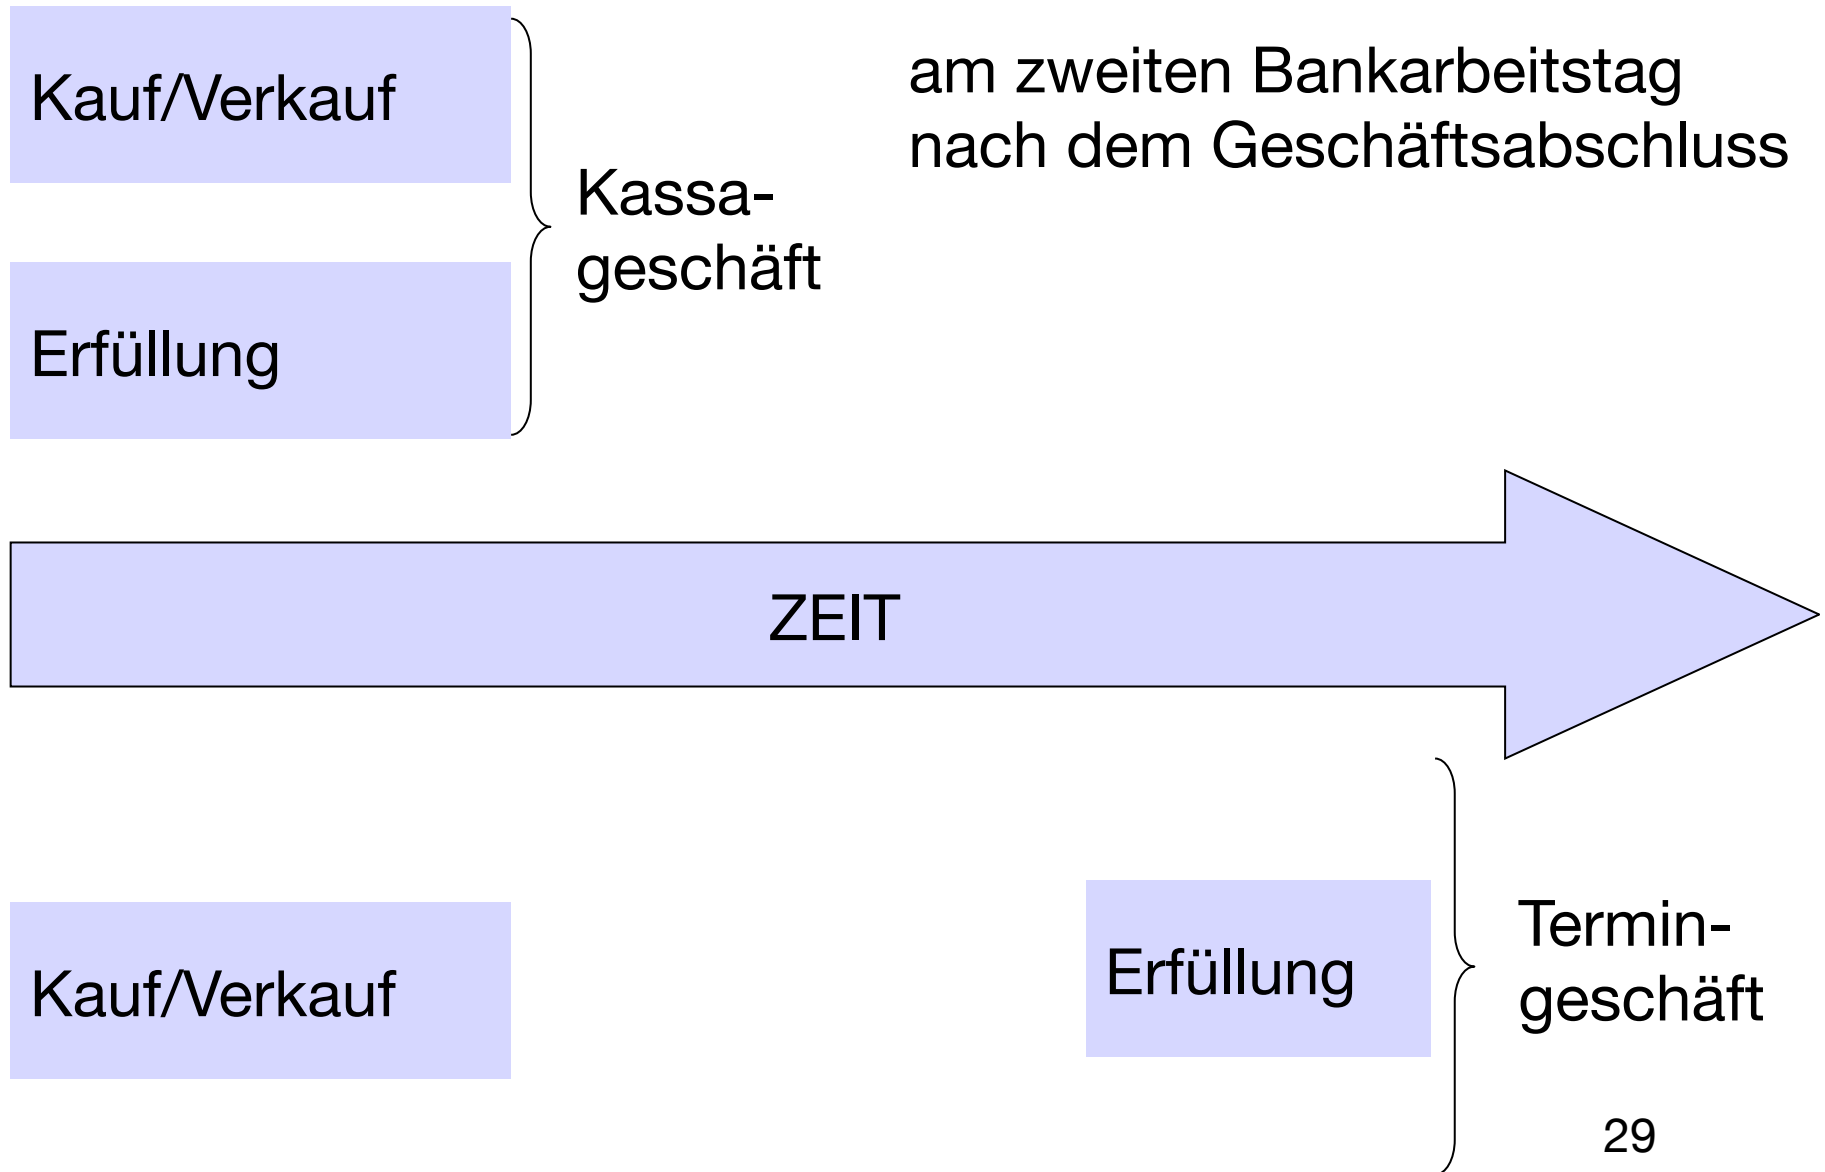 Kauf/Verkauf
Erfüllung
Kassa-
geschäft
am zweiten Bankarbeitstag
nach dem Geschäftsabschluss
ZEIT
Kauf/Verkauf
Erfüllung
Termin-
geschäft
29